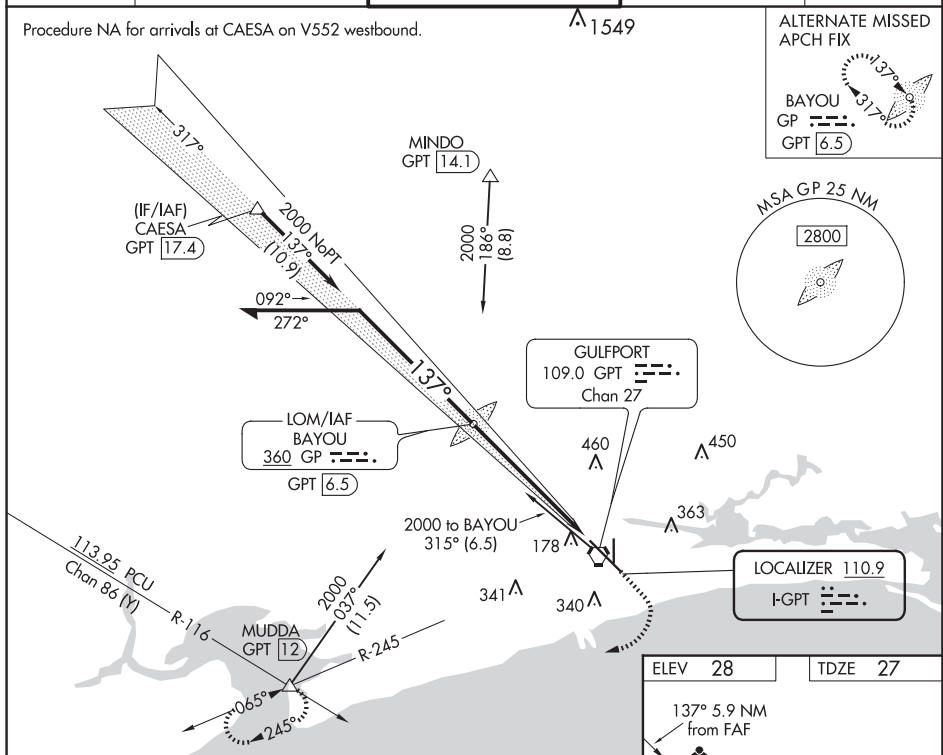 Procedure NA for arrivals at CAESA on V552 westbound.
1549
ALTERNATE MISSED
APCH FIX
137°
317°
BAYOU
GP
GPT 6.5
317°
MINDO
GPT 14.1
MSA GP 25 NM
2800
(IF/IAF)
CAESA
GPT 17.4
2000 NoPT
137°
(10.9)
2000
186°
(8.8)
092°
272°
137°
GULFPORT
109.0 GPT
Chan 27
LOM/IAF
BAYOU
360 GP
GPT 6.5
460
450
363
2000 to BAYOU
315° (6.5)
178
113.95 PCU
Chan 86 (Y)
R-116
2000
037°
(11.5)
341
340
LOCALIZER 110.9
I-GPT
MUDDA
GPT 12
R-245
065°
245°
ELEV 28
TDZE 27
137° 5.9 NM
from FAF